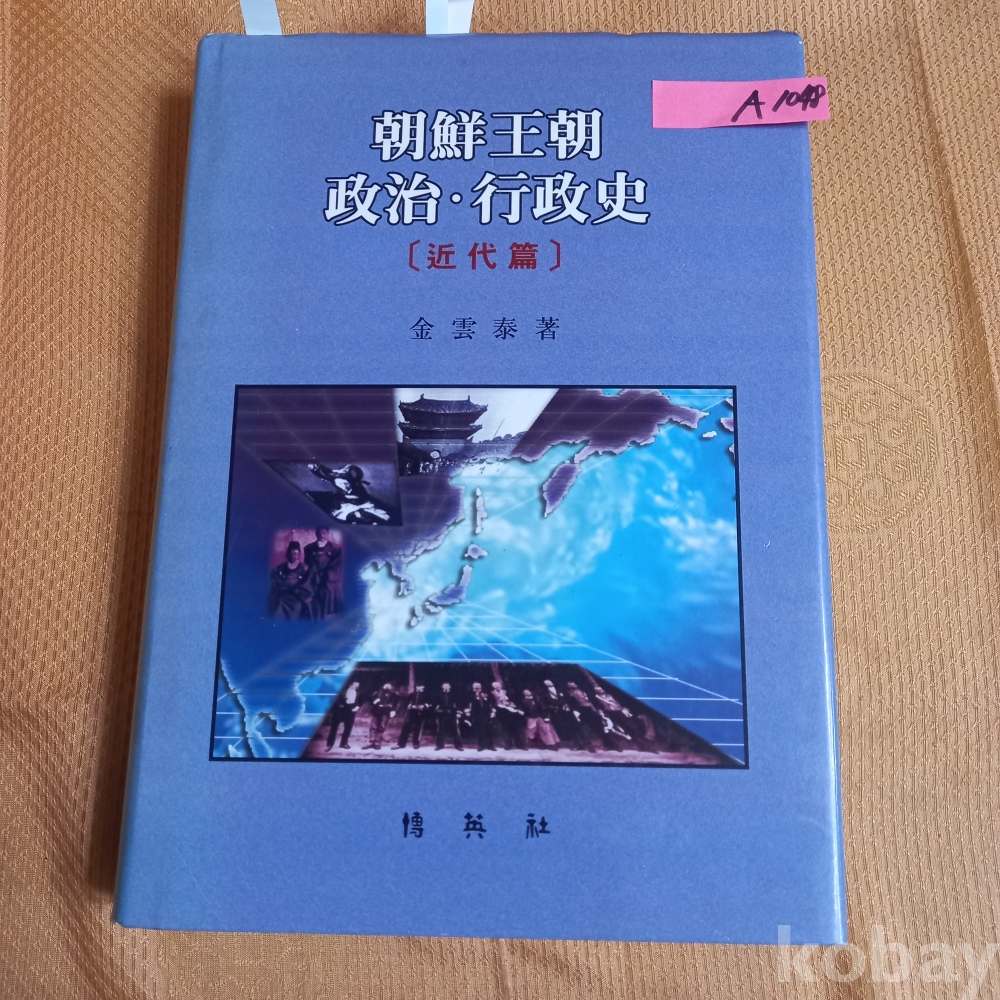 A 1048
朝鮮王朝
政治·行政史
〔近代篇〕
金雲泰著
博英社
kobay